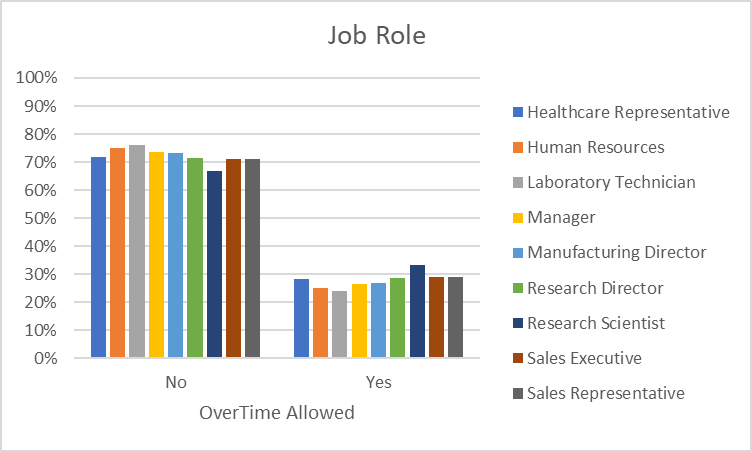 Job Role
100%
90%
80%
70%
60%
50%
40%
30%
20%
10%
0%
No Yes
OverTime Allowed
Healthcare Representative
Human Resources
Laboratory Technician
Manager
Manufacturing Director
Research Director
Research Scientist
Sales Executive
Sales Representative